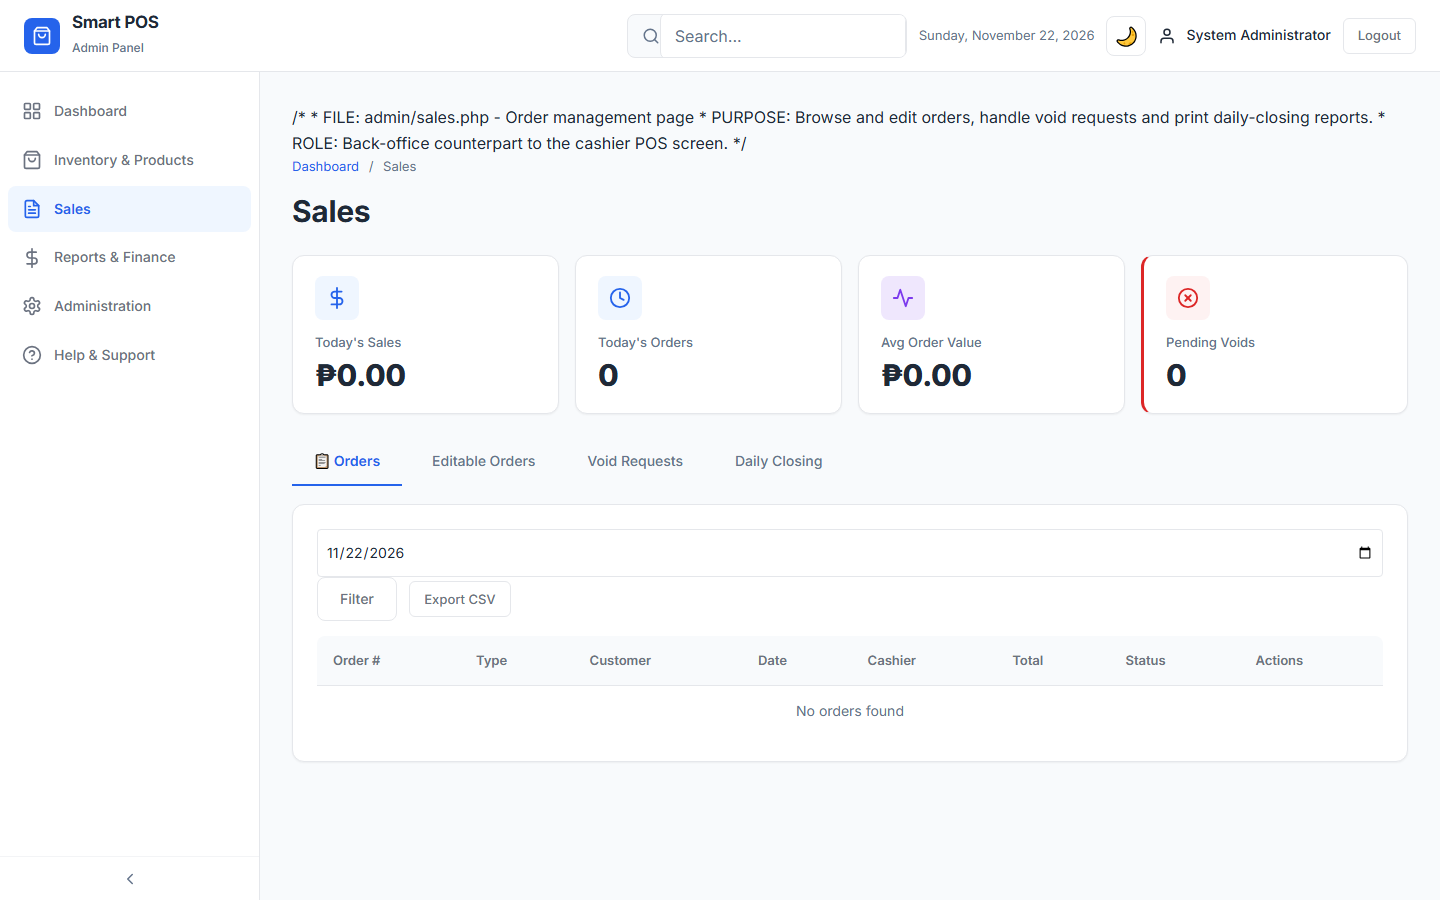 Smart POS
Admin Panel
Search...
Sunday, November 22, 2026
System Administrator
Logout
Dashboard
Inventory & Products
Sales
Reports & Finance
Administration
Help & Support
/* * FILE: admin/sales.php - Order management page * PURPOSE: Browse and edit orders, handle void requests and print daily-closing reports. *
ROLE: Back-office counterpart to the cashier POS screen. */
Dashboard / Sales
Sales
Today's Sales
₱0.00
Today's Orders
0
Avg Order Value
₱0.00
Pending Voids
0
📋 Orders
Editable Orders
Void Requests
Daily Closing
11/22/2026
Filter
Export CSV
Order # Type Customer Date Cashier Total Status Actions
No orders found